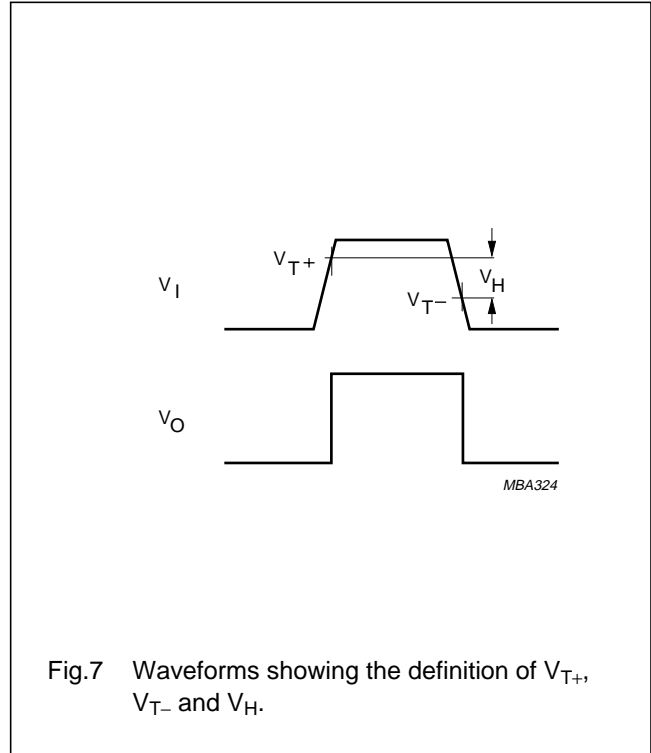 V_T+
V_H
V_I
V_T−
V_O
MBA324
Fig.7 Waveforms showing the definition of V_T+,
V_T− and V_H.